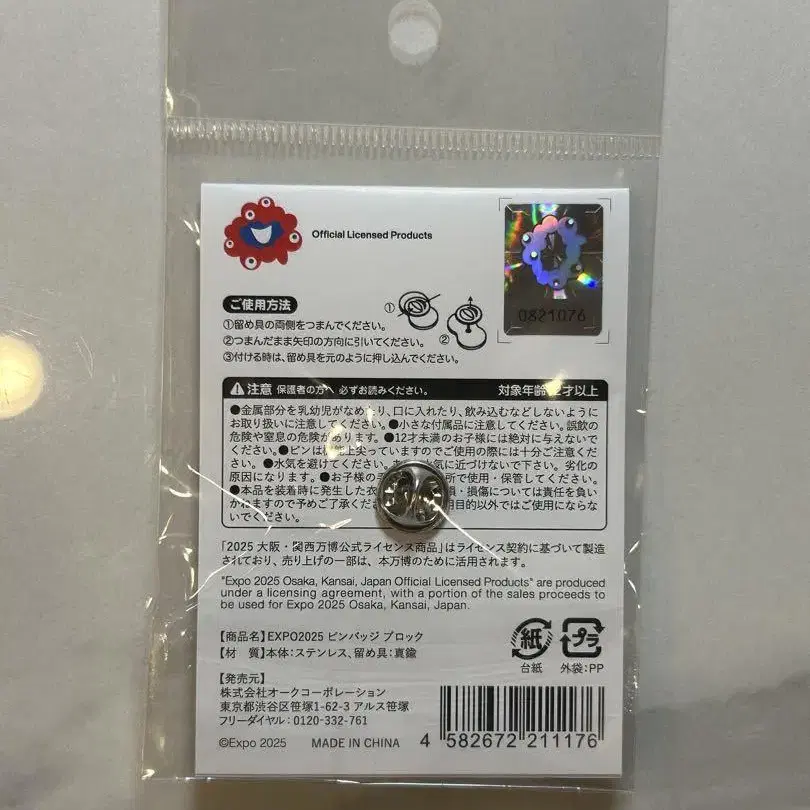 Official Licensed Products
0821076
ご使用方法
①留め具の両側をつまんでください。
②つまんだまま矢印の方向に引いてください。
③付ける時は、留め具を元のように押し込んでください。
①
②
注意 保護者の方へ 必ずお読みください。 対象年齢12才以上
●金属部分を乳幼児がなめたり、口に入れたり、飲み込むなどしないように
お取り扱いに注意してください。●小さな付属品に注意してください。誤飲の
危険や窒息の危険があります。●12才未満のお子様には絶対に与えないで
ください。●ピンは 上尖っていますのでご使用の際には十分ご注意くだ
さい。●水気を避けてください。 気に近づけないで下さい。劣化の
原因になります。●お子様の手 所で使用・保管してください。
●本品を装着時に発生した衣 損・損傷については責任を負い
かねますので予めご了承くだ 用目的以外ではご使用にならな
いでください。
「2025 大阪・関西万博公式ライセンス商品」はライセンス契約に基づいて製造
されており、売り上げの一部は、本万博のために活用されます。
"Expo 2025 Osaka, Kansai, Japan Official Licensed Products" are produced
under a licensing agreement, with a portion of the sales proceeds to
be used for Expo 2025 Osaka, Kansai, Japan.
【商品名】EXPO2025 ピンバッジ ブロック
【材 質】本体:ステンレス、留め具:真鍮
紙
台紙
プラ
外袋:PP
【発売元】
株式会社オークコーポレーション
東京都渋谷区笹塚1-62-3 アルス笹塚
フリーダイヤル:0120-332-761
©Expo 2025 MADE IN CHINA
4 582672 211176